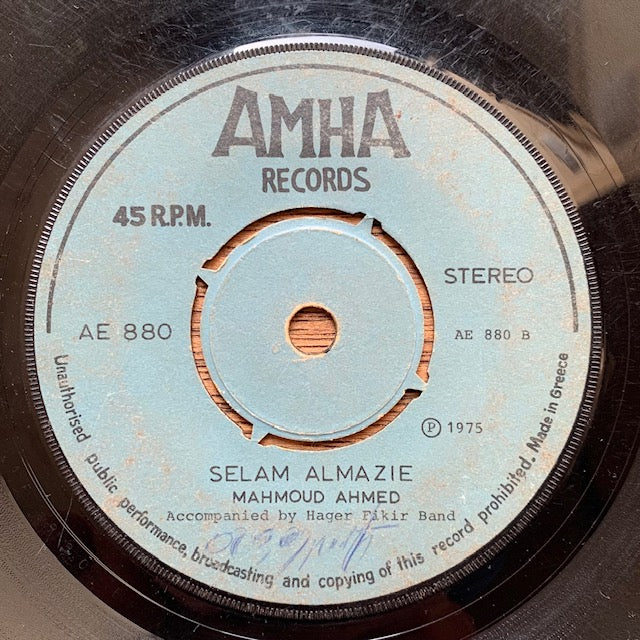 AMHA
RECORDS
45 R.P.M.
STEREO
AE 880
AE 880 B
Ⓟ 1975
SELAM ALMAZIE
MAHMOUD AHMED
Accompanied by Hager Fikir Band
Unauthorised public performance, broadcasting and copying of this record prohibited. Made in Greece